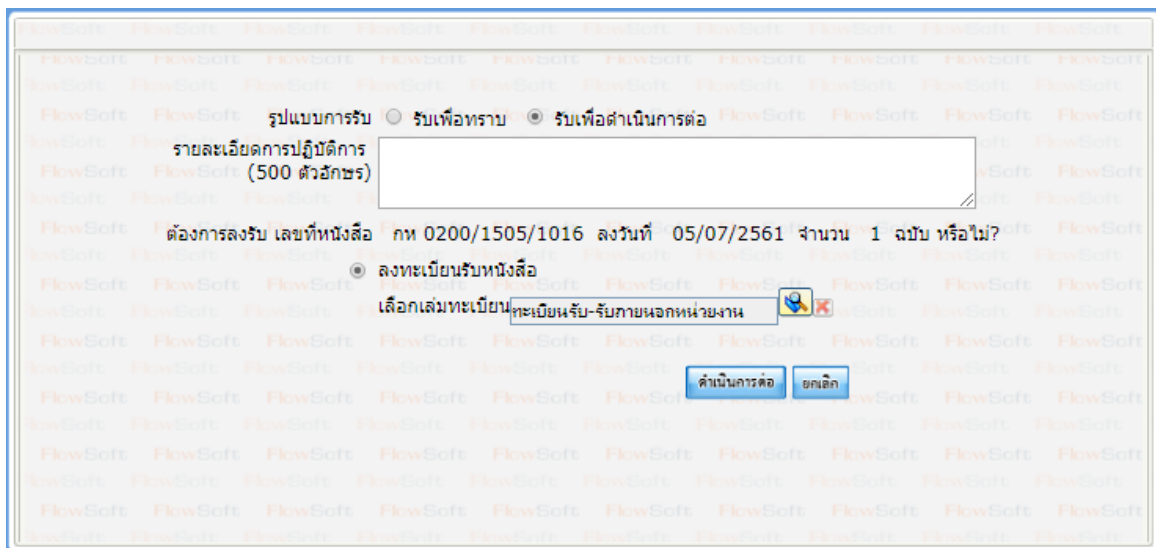 รูปแบบการรับ รับเพื่อทราบ รับเพื่อดำเนินการต่อ
รายละเอียดการปฏิบัติการ
(500 ตัวอักษร)
ต้องการลงรับ เลขที่หนังสือ กห 0200/1505/1016 ลงวันที่ 05/07/2561 จำนวน 1 ฉบับ หรือไม่?
ลงทะเบียนรับหนังสือ
เลือกเล่มทะเบียน ทะเบียนรับ-รับภายนอกหน่วยงาน
ดำเนินการต่อ ยกเลิก